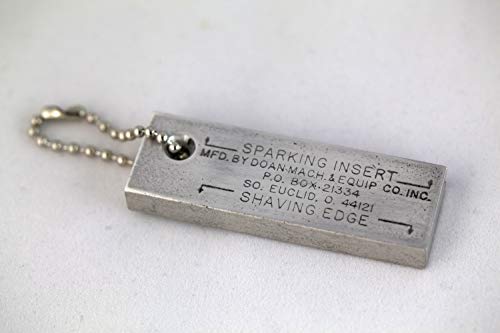 SPARKING INSERT
MFD. BY DOAN MACH. & EQUIP CO. INC.
P.O. BOX-21334
SO. EUCLID, O. 44121
SHAVING EDGE